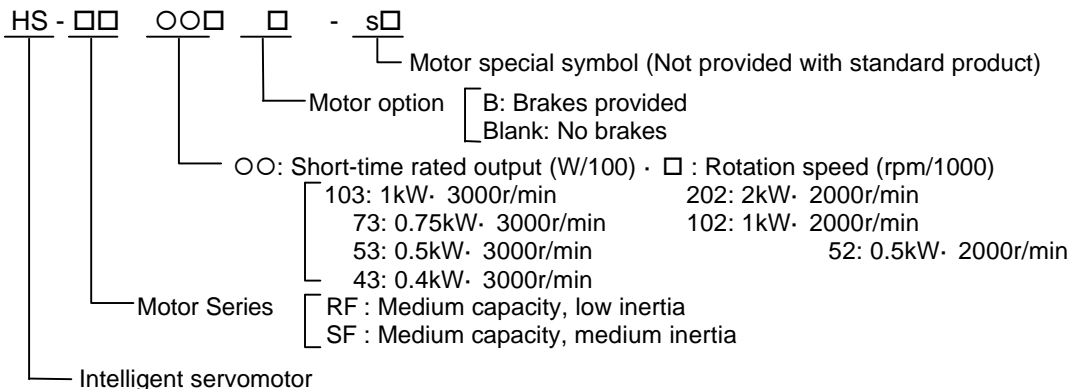 HS - □□ ○○□ □ - s□
Motor special symbol (Not provided with standard product)
Motor option B: Brakes provided
Blank: No brakes
○○: Short-time rated output (W/100) · □ : Rotation speed (rpm/1000)
103: 1kW· 3000r/min 202: 2kW· 2000r/min
73: 0.75kW· 3000r/min 102: 1kW· 2000r/min
53: 0.5kW· 3000r/min 52: 0.5kW· 2000r/min
43: 0.4kW· 3000r/min
Motor Series RF : Medium capacity, low inertia
SF : Medium capacity, medium inertia
Intelligent servomotor